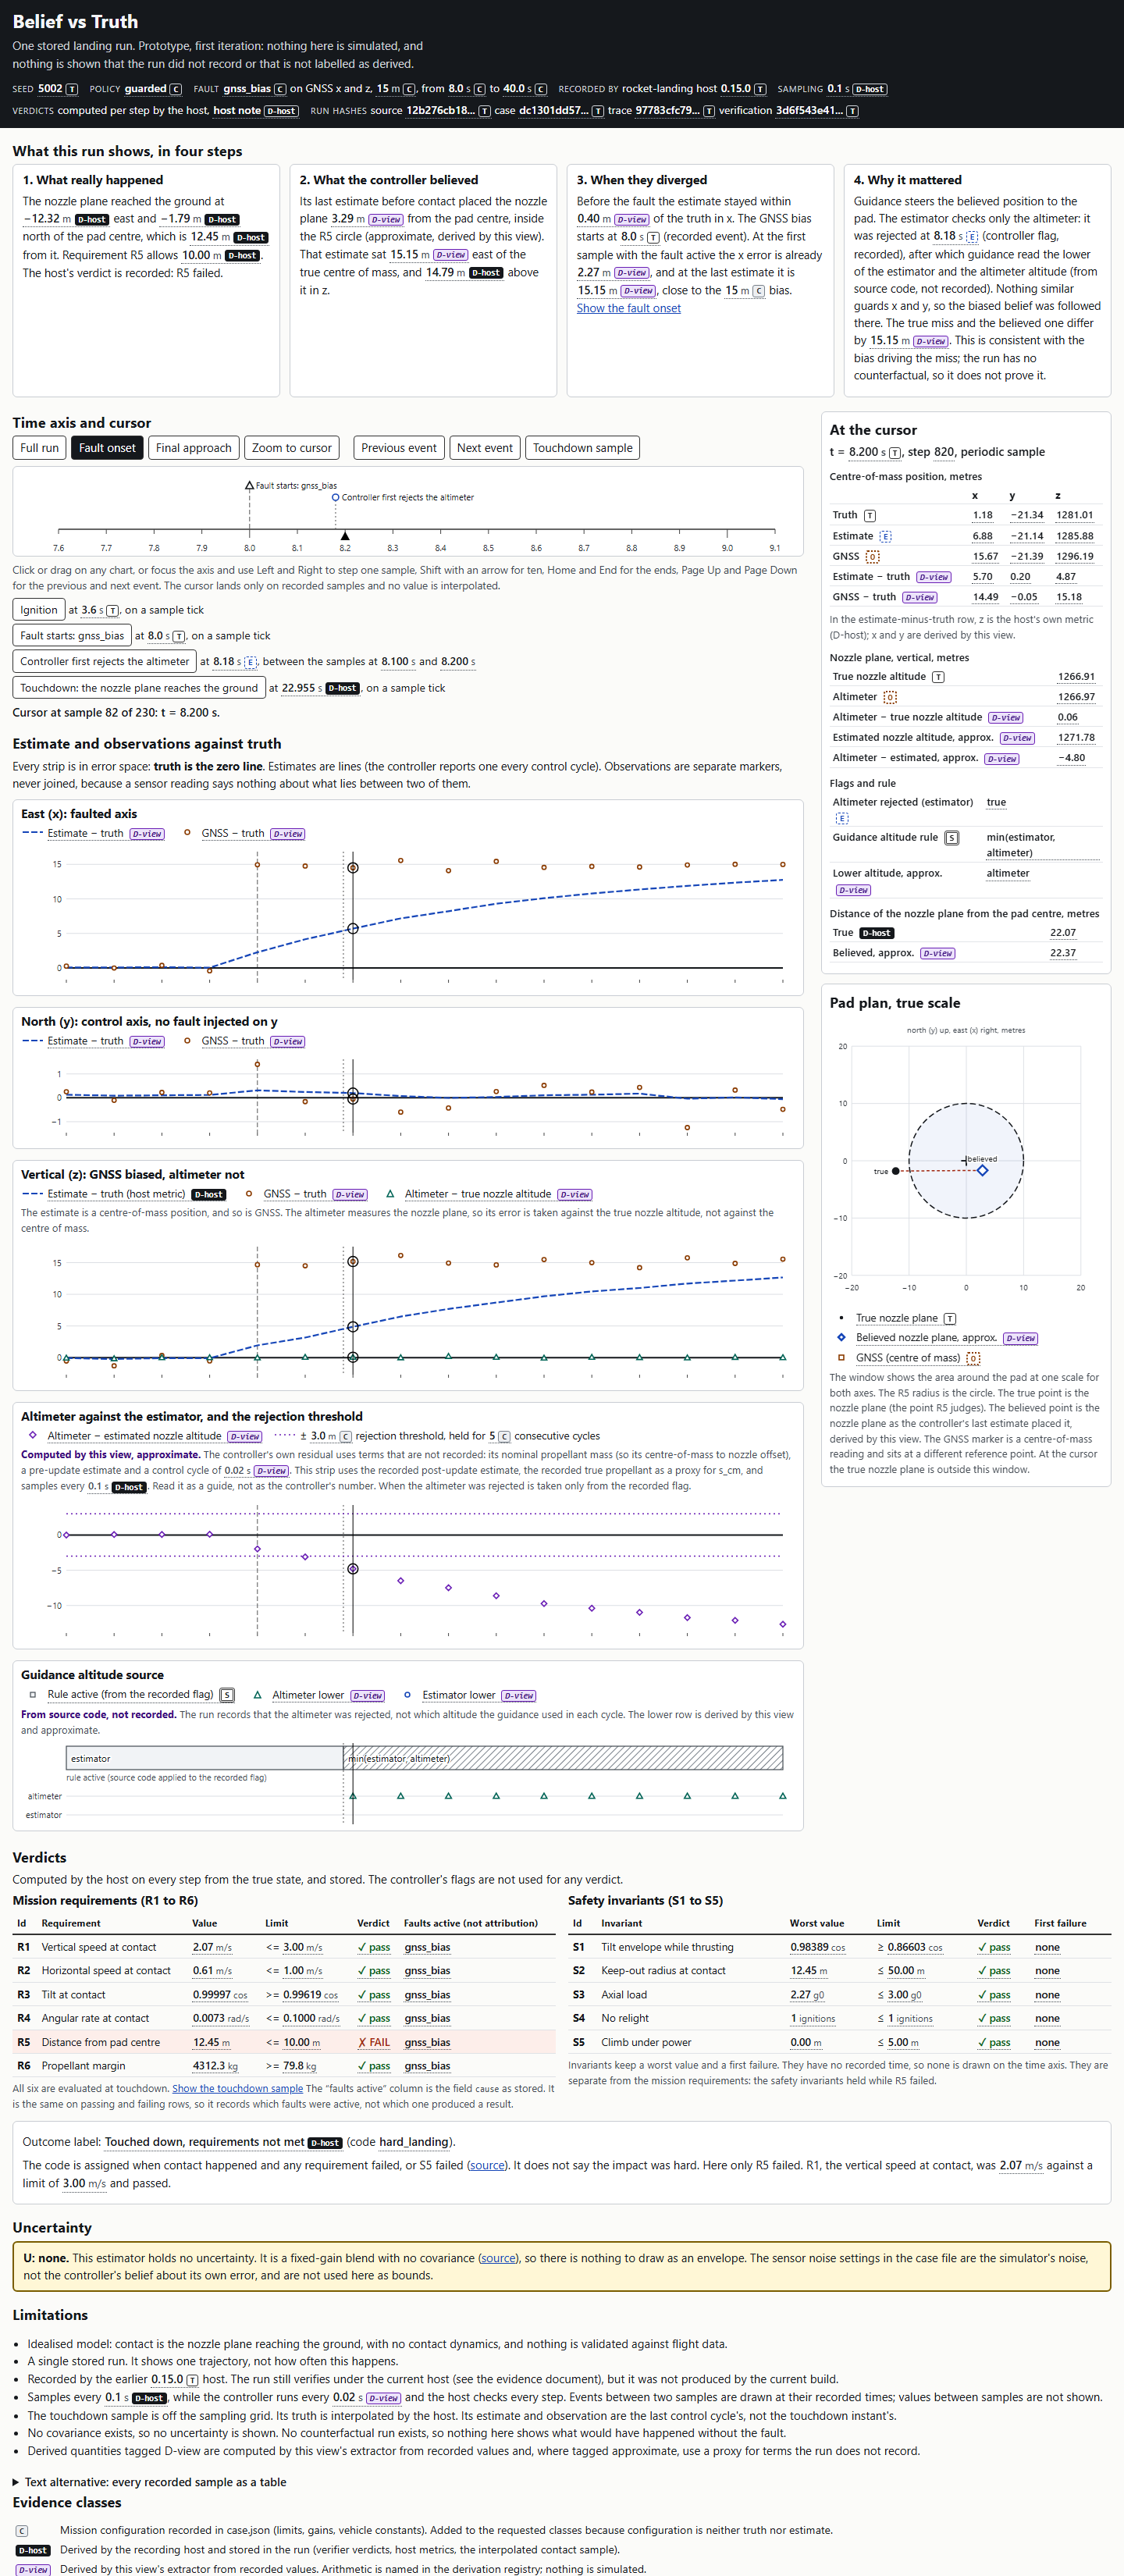 Belief vs Truth
One stored landing run. Prototype, first iteration: nothing here is simulated, and
nothing is shown that the run did not record or that is not labelled as derived.
SEED 5002 T POLICY guarded C FAULT gnss_bias C on GNSS x and z, 15 m C, from 8.0 s C to 40.0 s C RECORDED BY rocket-landing host 0.15.0 T SAMPLING 0.1 s D-host
VERDICTS computed per step by the host, host note D-host RUN HASHES source 12b276cb18... T case dc1301dd57... T trace 97783cfc79... T verification 3d6f543e41... T
What this run shows, in four steps
1. What really happened
The nozzle plane reached the ground at
−12.32 m D-host east and −1.79 m D-host
north of the pad centre, which is 12.45 m D-host
from it. Requirement R5 allows 10.00 m D-host.
The host's verdict is recorded: R5 failed.
2. What the controller believed
Its last estimate before contact placed the nozzle
plane 3.29 m D-view from the pad centre, inside
the R5 circle (approximate, derived by this view).
That estimate sat 15.15 m D-view east of the
true centre of mass, and 14.79 m D-host above
it in z.
3. When they diverged
Before the fault the estimate stayed within
0.40 m D-view of the truth in x. The GNSS bias
starts at 8.0 s T (recorded event). At the first
sample with the fault active the x error is already
2.27 m D-view, and at the last estimate it is
15.15 m D-view, close to the 15 m C bias.
Show the fault onset
4. Why it mattered
Guidance steers the believed position to the
pad. The estimator checks only the altimeter: it
was rejected at 8.18 s E (controller flag,
recorded), after which guidance read the lower
of the estimator and the altimeter altitude (from
source code, not recorded). Nothing similar
guards x and y, so the biased belief was followed
there. The true miss and the believed one differ
by 15.15 m D-view. This is consistent with the
bias driving the miss; the run has no
counterfactual, so it does not prove it.
Time axis and cursor
Full run Fault onset Final approach Zoom to cursor Previous event Next event Touchdown sample
Fault starts: gnss_bias
Controller first rejects the altimeter
7.6 7.7 7.8 7.9 8.0 8.1 8.2 8.3 8.4 8.5 8.6 8.7 8.8 8.9 9.0 9.1
Click or drag on any chart, or focus the axis and use Left and Right to step one sample, Shift with an arrow for ten, Home and End for the ends, Page Up and Page Down
for the previous and next event. The cursor lands only on recorded samples and no value is interpolated.
Ignition at 3.6 s T, on a sample tick
Fault starts: gnss_bias at 8.0 s T, on a sample tick
Controller first rejects the altimeter at 8.18 s E, between the samples at 8.100 s and 8.200 s
Touchdown: the nozzle plane reaches the ground at 22.955 s D-host, on a sample tick
Cursor at sample 82 of 230: t = 8.200 s.
Estimate and observations against truth
Every strip is in error space: truth is the zero line. Estimates are lines (the controller reports one every control cycle). Observations are separate markers,
never joined, because a sensor reading says nothing about what lies between two of them.
East (x): faulted axis
Estimate − truth D-view GNSS − truth D-view
15
10
5
0
North (y): control axis, no fault injected on y
Estimate − truth D-view GNSS − truth D-view
1
0
−1
Vertical (z): GNSS biased, altimeter not
Estimate − truth (host metric) D-host GNSS − truth D-view Altimeter − true nozzle altitude D-view
The estimate is a centre-of-mass position, and so is GNSS. The altimeter measures the nozzle plane, so its error is taken against the true nozzle altitude, not against the
centre of mass.
15
10
5
0
Altimeter against the estimator, and the rejection threshold
Altimeter − estimated nozzle altitude D-view ± 3.0 m C rejection threshold, held for 5 C consecutive cycles
Computed by this view, approximate. The controller's own residual uses terms that are not recorded: its nominal propellant mass (so its centre-of-mass to nozzle offset),
a pre-update estimate and a control cycle of 0.02 s D-view. This strip uses the recorded post-update estimate, the recorded true propellant as a proxy for s_cm, and
samples every 0.1 s D-host. Read it as a guide, not as the controller's number. When the altimeter was rejected is taken only from the recorded flag.
0
−5
−10
Guidance altitude source
Rule active (from the recorded flag) S Altimeter lower D-view Estimator lower D-view
From source code, not recorded. The run records that the altimeter was rejected, not which altitude the guidance used in each cycle. The lower row is derived by this view
and approximate.
estimator min(estimator, altimeter)
rule active (source code applied to the recorded flag)
altimeter
estimator
At the cursor
t = 8.200 s T, step 820, periodic sample
Centre-of-mass position, metres
x y z
Truth T 1.18 −21.34 1281.01
Estimate E 6.88 −21.14 1285.88
GNSS O 15.67 −21.39 1296.19
Estimate − truth D-view 5.70 0.20 4.87
GNSS − truth D-view 14.49 −0.05 15.18
In the estimate-minus-truth row, z is the host's own metric
(D-host); x and y are derived by this view.
Nozzle plane, vertical, metres
True nozzle altitude T 1266.91
Altimeter O 1266.97
Altimeter − true nozzle altitude D-view 0.06
Estimated nozzle altitude, approx. D-view 1271.78
Altimeter − estimated, approx. D-view −4.80
Flags and rule
Altimeter rejected (estimator) E true
Guidance altitude rule S min(estimator,
altimeter)
Lower altitude, approx. D-view altimeter
Distance of the nozzle plane from the pad centre, metres
True D-host 22.07
Believed, approx. D-view 22.37
Pad plan, true scale
north (y) up, east (x) right, metres
20
10
0
−10
−20
true
believed
−20 −10 0 10 20
True nozzle plane T
Believed nozzle plane, approx. D-view
GNSS (centre of mass) O
The window shows the area around the pad at one scale for
both axes. The R5 radius is the circle. The true point is the
nozzle plane (the point R5 judges). The believed point is the
nozzle plane as the controller's last estimate placed it,
derived by this view. The GNSS marker is a centre-of-mass
reading and sits at a different reference point. At the cursor
the true nozzle plane is outside this window.
Verdicts
Computed by the host on every step from the true state, and stored. The controller's flags are not used for any verdict.
Mission requirements (R1 to R6)
Id Requirement Value Limit Verdict Faults active (not attribution)
R1 Vertical speed at contact 2.07 m/s <= 3.00 m/s ✓ pass gnss_bias
R2 Horizontal speed at contact 0.61 m/s <= 1.00 m/s ✓ pass gnss_bias
R3 Tilt at contact 0.99997 cos >= 0.99619 cos ✓ pass gnss_bias
R4 Angular rate at contact 0.0073 rad/s <= 0.1000 rad/s ✓ pass gnss_bias
R5 Distance from pad centre 12.45 m <= 10.00 m ✗ FAIL gnss_bias
R6 Propellant margin 4312.3 kg >= 79.8 kg ✓ pass gnss_bias
All six are evaluated at touchdown. Show the touchdown sample The "faults active" column is the field cause as stored. It
is the same on passing and failing rows, so it records which faults were active, not which one produced a result.
Safety invariants (S1 to S5)
Id Invariant Worst value Limit Verdict First failure
S1 Tilt envelope while thrusting 0.98389 cos ≥ 0.86603 cos ✓ pass none
S2 Keep-out radius at contact 12.45 m ≤ 50.00 m ✓ pass none
S3 Axial load 2.27 g0 ≤ 3.00 g0 ✓ pass none
S4 No relight 1 ignitions ≤ 1 ignitions ✓ pass none
S5 Climb under power 0.00 m ≤ 5.00 m ✓ pass none
Invariants keep a worst value and a first failure. They have no recorded time, so none is drawn on the time axis. They are
separate from the mission requirements: the safety invariants held while R5 failed.
Outcome label: Touched down, requirements not met D-host (code hard_landing).
The code is assigned when contact happened and any requirement failed, or S5 failed (source). It does not say the impact was hard. Here only R5 failed. R1, the vertical speed at contact, was 2.07 m/s against a
limit of 3.00 m/s and passed.
Uncertainty
U: none. This estimator holds no uncertainty. It is a fixed-gain blend with no covariance (source), so there is nothing to draw as an envelope. The sensor noise settings in the case file are the simulator's noise,
not the controller's belief about its own error, and are not used here as bounds.
Limitations
• Idealised model: contact is the nozzle plane reaching the ground, with no contact dynamics, and nothing is validated against flight data.
• A single stored run. It shows one trajectory, not how often this happens.
• Recorded by the earlier 0.15.0 T host. The run still verifies under the current host (see the evidence document), but it was not produced by the current build.
• Samples every 0.1 s D-host, while the controller runs every 0.02 s D-view and the host checks every step. Events between two samples are drawn at their recorded times; values between samples are not shown.
• The touchdown sample is off the sampling grid. Its truth is interpolated by the host. Its estimate and observation are the last control cycle's, not the touchdown instant's.
• No covariance exists, so no uncertainty is shown. No counterfactual run exists, so nothing here shows what would have happened without the fault.
• Derived quantities tagged D-view are computed by this view's extractor from recorded values and, where tagged approximate, use a proxy for terms the run does not record.
▶ Text alternative: every recorded sample as a table
Evidence classes
C Mission configuration recorded in case.json (limits, gains, vehicle constants). Added to the requested classes because configuration is neither truth nor estimate.
D-host Derived by the recording host and stored in the run (verifier verdicts, host metrics, the interpolated contact sample).
D-view Derived by this view's extractor from recorded values. Arithmetic is named in the derivation registry; nothing is simulated.